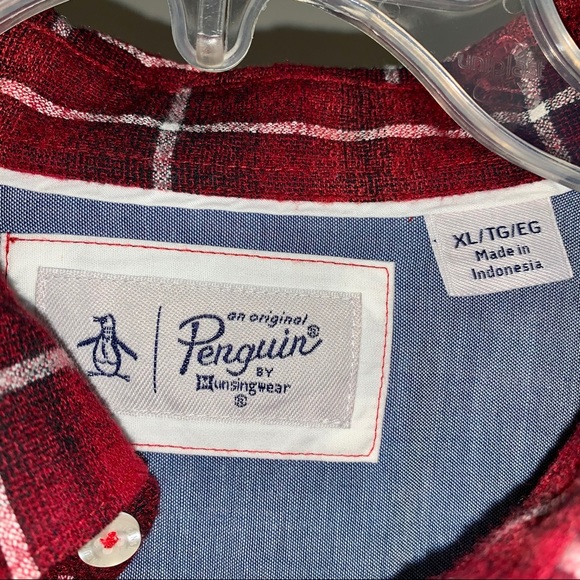 an original
Penguin®
BY
Munsingwear
®
XL/TG/EG
Made in
Indonesia